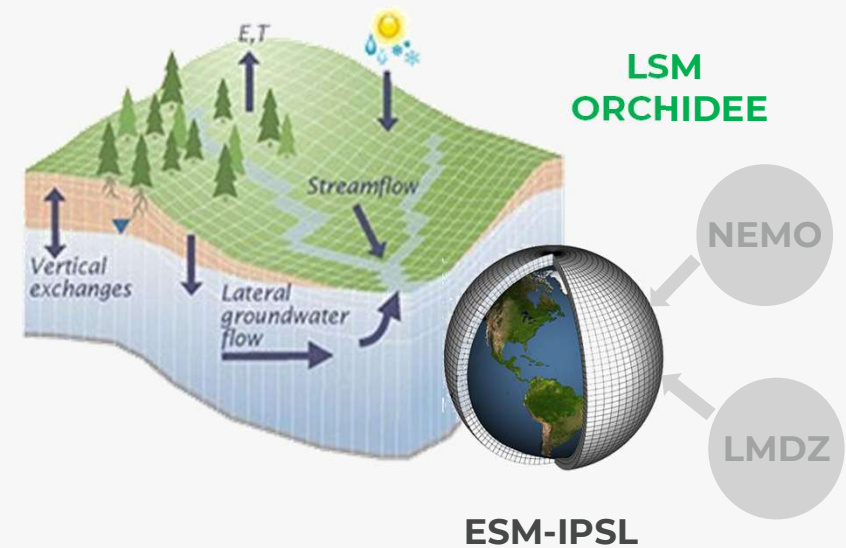 E,T
LSM
ORCHIDEE
Streamflow
NEMO
Vertical
exchanges
Lateral
groundwater
flow
LMDZ
ESM-IPSL